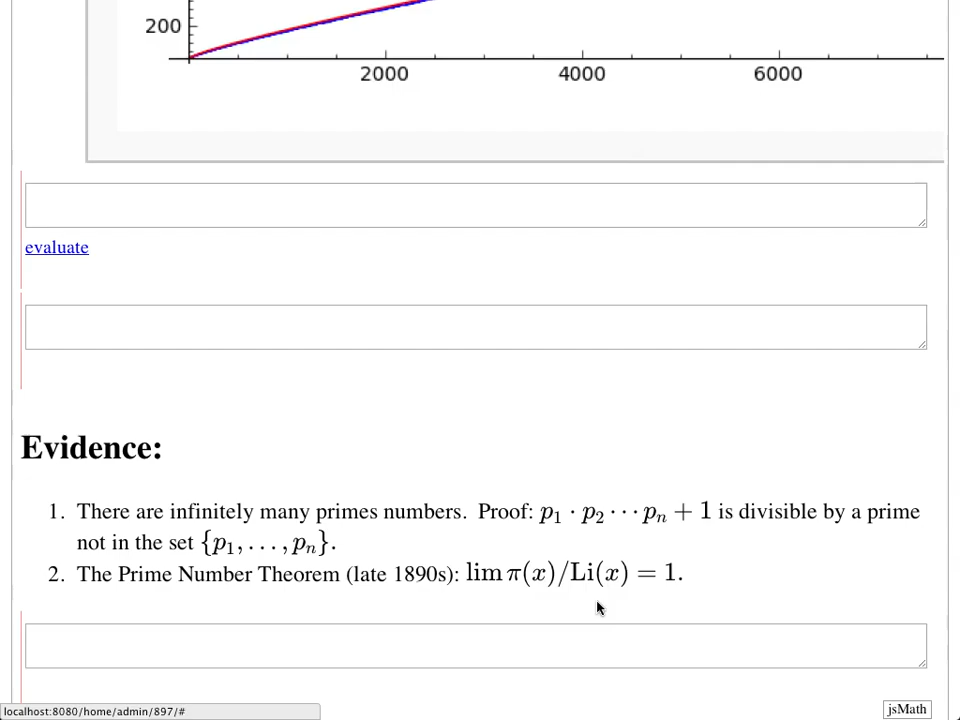 200
2000 4000 6000
evaluate
Evidence:
1. There are infinitely many primes numbers. Proof: p₁ · p₂ ⋯ pₙ + 1 is divisible by a prime
not in the set {p₁, …, pₙ}.
2. The Prime Number Theorem (late 1890s): lim π(x)/Li(x) = 1.
localhost:8080/home/admin/897/#
jsMath